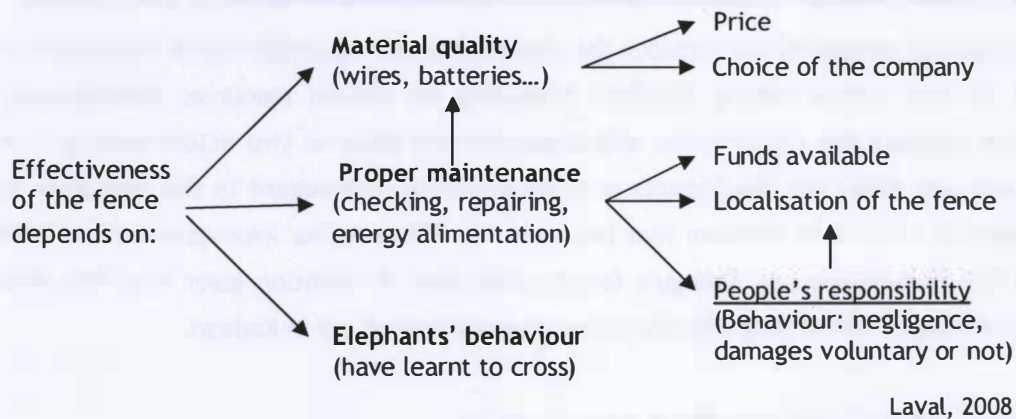 Effectiveness
of the fence
depends on:
Material quality
(wires, batteries...)
Proper maintenance
(checking, repairing,
energy alimentation)
Elephants' behaviour
(have learnt to cross)
Price
Choice of the company
Funds available
Localisation of the fence
People's responsibility
(Behaviour: negligence,
damages voluntary or not)
Laval, 2008